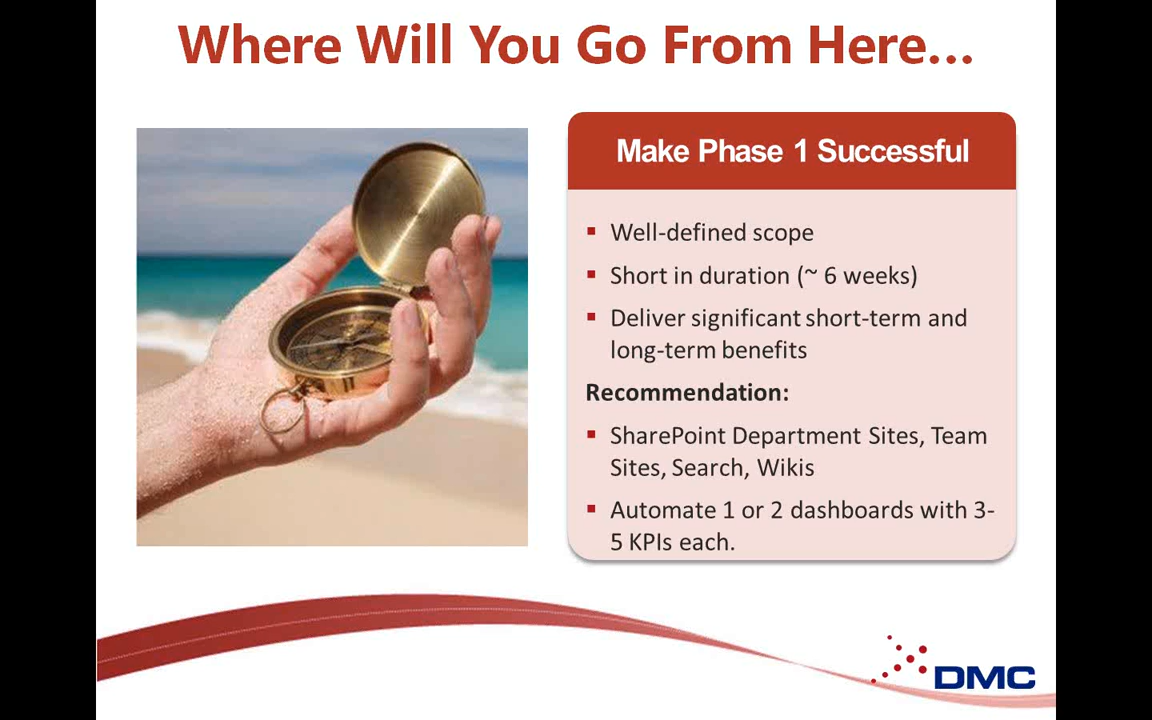 Where Will You Go From Here...
Make Phase 1 Successful
Well-defined scope
Short in duration (~ 6 weeks)
Deliver significant short-term and
long-term benefits
Recommendation:
SharePoint Department Sites, Team
Sites, Search, Wikis
Automate 1 or 2 dashboards with 3-
5 KPIs each.
DMC